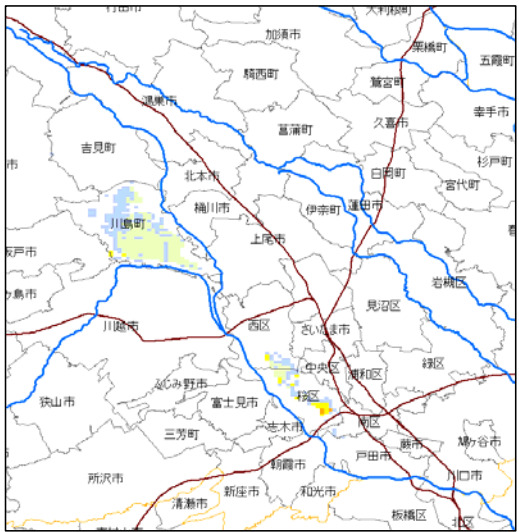 行田市
大利根町
加須市
栗橋町
五霞町
騎西町
鷲宮町
鴻巣市
幸手市
菖蒲町
久喜市
吉見町
杉戸町
北本市
白岡町
宮代町
桶川市
伊奈町
蓮田市
川島町
上尾市
坂戸市
岩槻区
見沼区
川越市
西区
さいたま市
緑区
中央区
浦和区
ふじみ野市
桜区
狭山市
富士見市
南区
志木市
三芳町
蕨市
鳩ヶ谷市
戸田市
朝霞市
所沢市
新座市
和光市
川口市
清瀬市
板橋区
北区